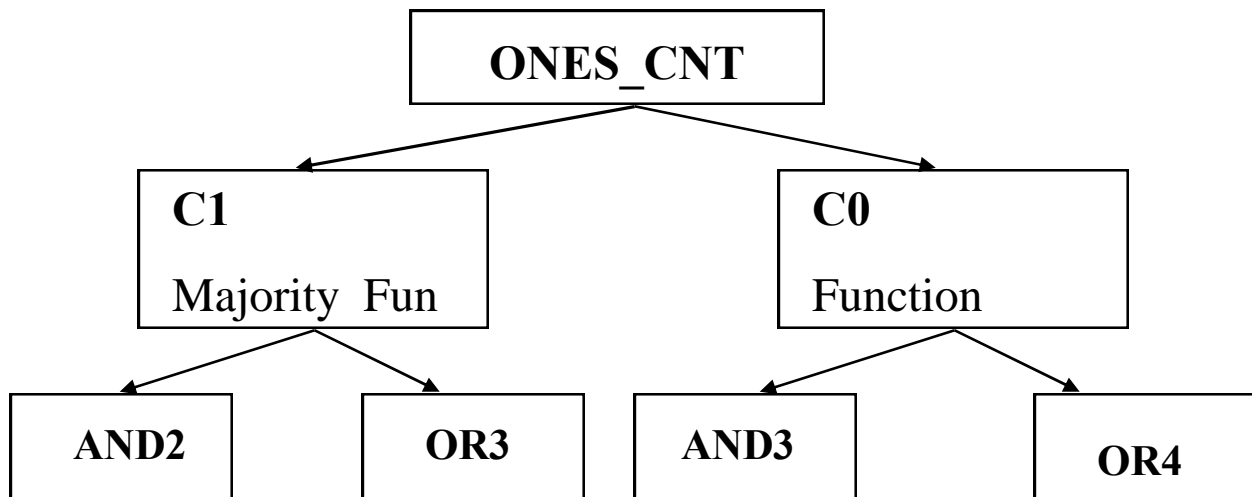 ONES_CNT
C1
Majority Fun
C0
Function
AND2
OR3
AND3
OR4